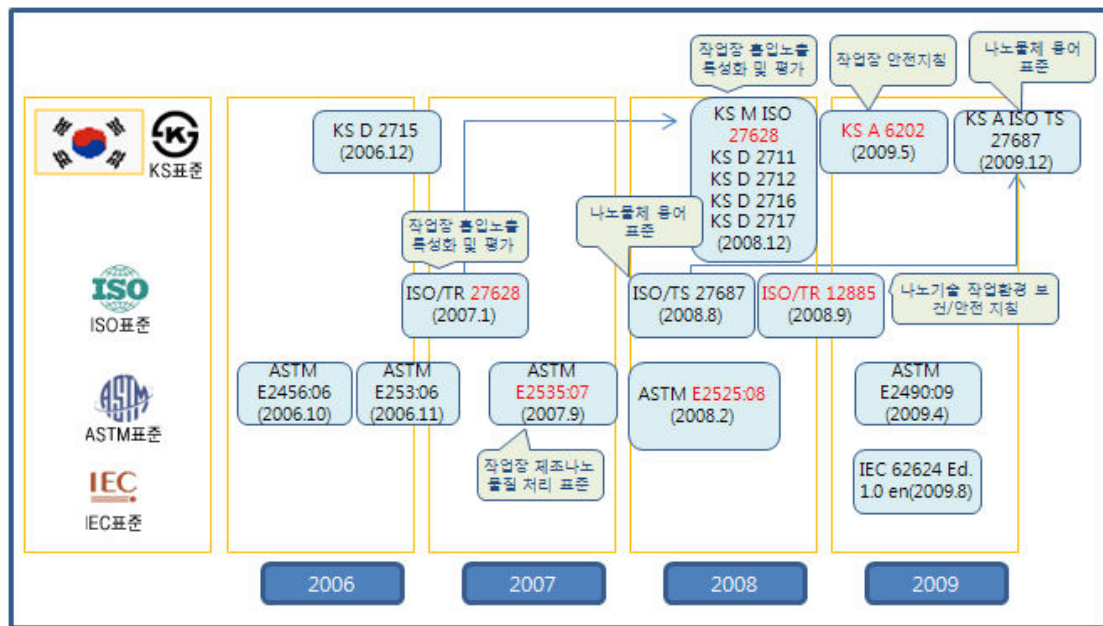 작업장 흡입노출
특성화 및 평가
작업장 안전지침
나노물체 용어
표준
KS표준
KS D 2715
(2006.12)
KS M ISO
27628
KS D 2711
KS D 2712
KS D 2716
KS D 2717
(2008.12)
KS A 6202
(2009.5)
KS A ISO TS
27687
(2009.12)
작업장 흡입노출
특성화 및 평가
나노물체 용어
표준
ISO
ISO표준
ISO/TR 27628
(2007.1)
ISO/TS 27687
(2008.8)
ISO/TR 12885
(2008.9)
나노기술 작업환경 보
건/안전 지침
ASTM
ASTM표준
ASTM
E2456:06
(2006.10)
ASTM
E253:06
(2006.11)
ASTM
E2535:07
(2007.9)
ASTM E2525:08
(2008.2)
ASTM
E2490:09
(2009.4)
작업장 제조나노
물질 처리 표준
IEC
IEC표준
IEC 62624 Ed.
1.0 en(2009.8)
2006
2007
2008
2009